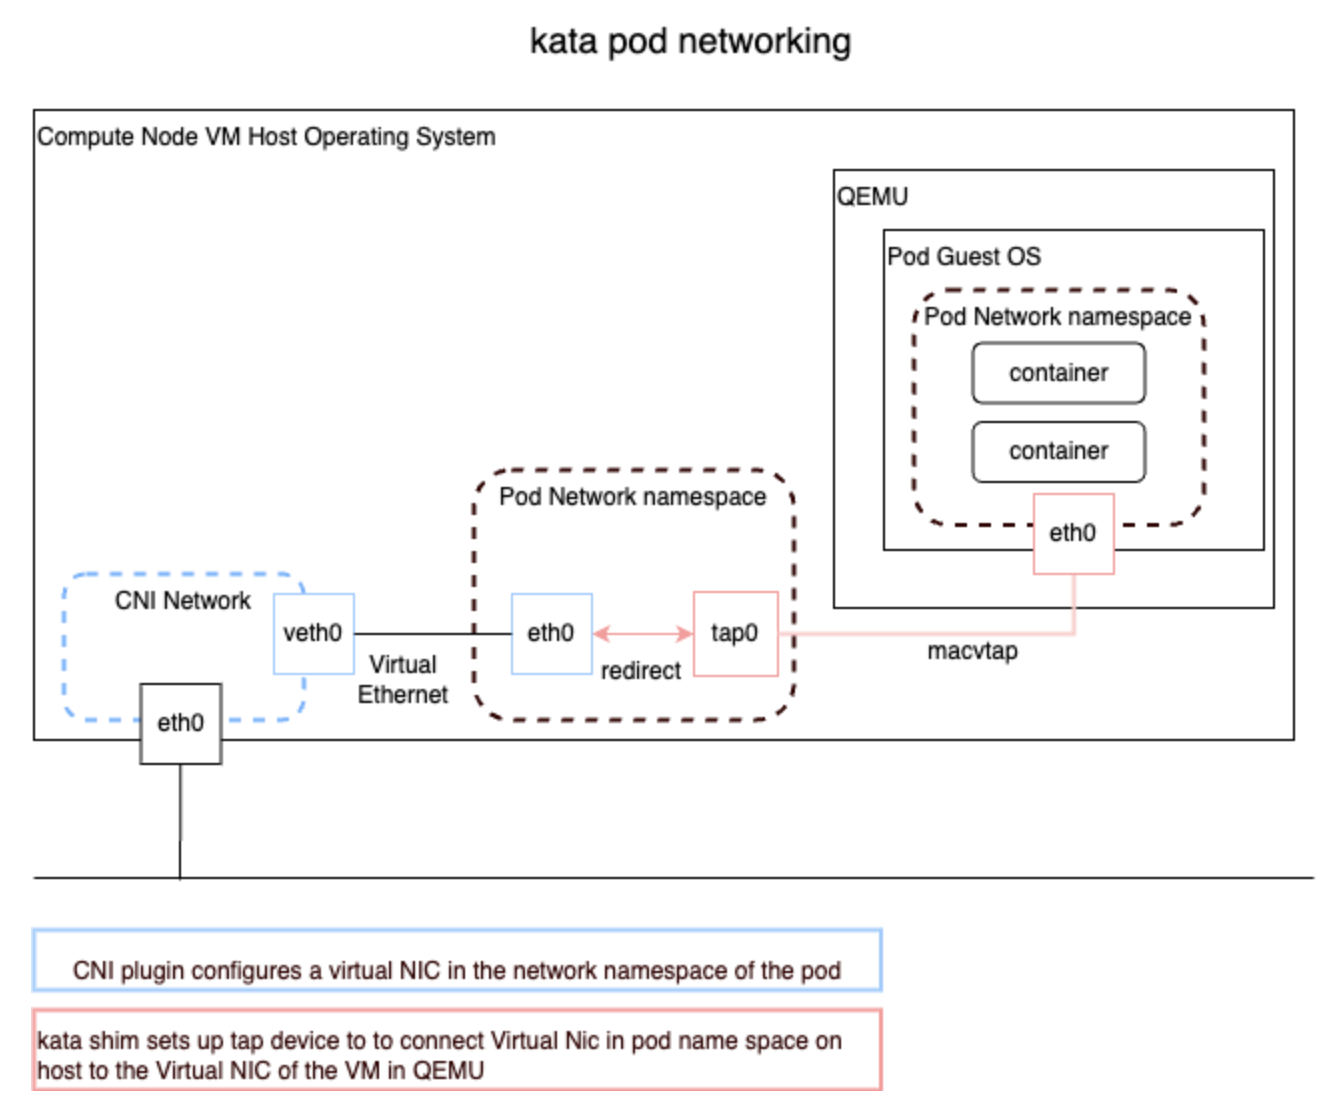 kata pod networking
Compute Node VM Host Operating System
QEMU
Pod Guest OS
Pod Network namespace
container
container
eth0
Pod Network namespace
CNI Network
veth0
eth0
tap0
Virtual
Ethernet
redirect
macvtap
eth0
CNI plugin configures a virtual NIC in the network namespace of the pod
kata shim sets up tap device to to connect Virtual Nic in pod name space on
host to the Virtual NIC of the VM in QEMU